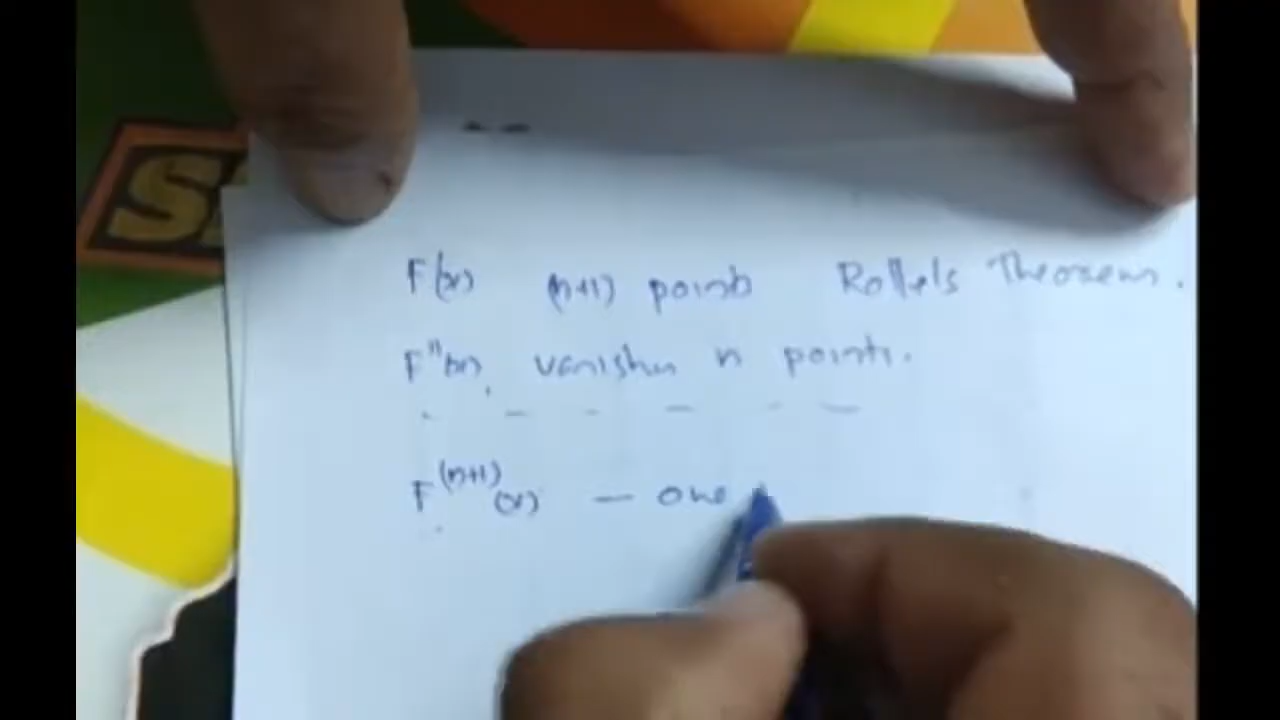 F(x) (n+1) points Rolle's Theorem.
F"(x) vanishes n points.
F^(n+1)(x) — one